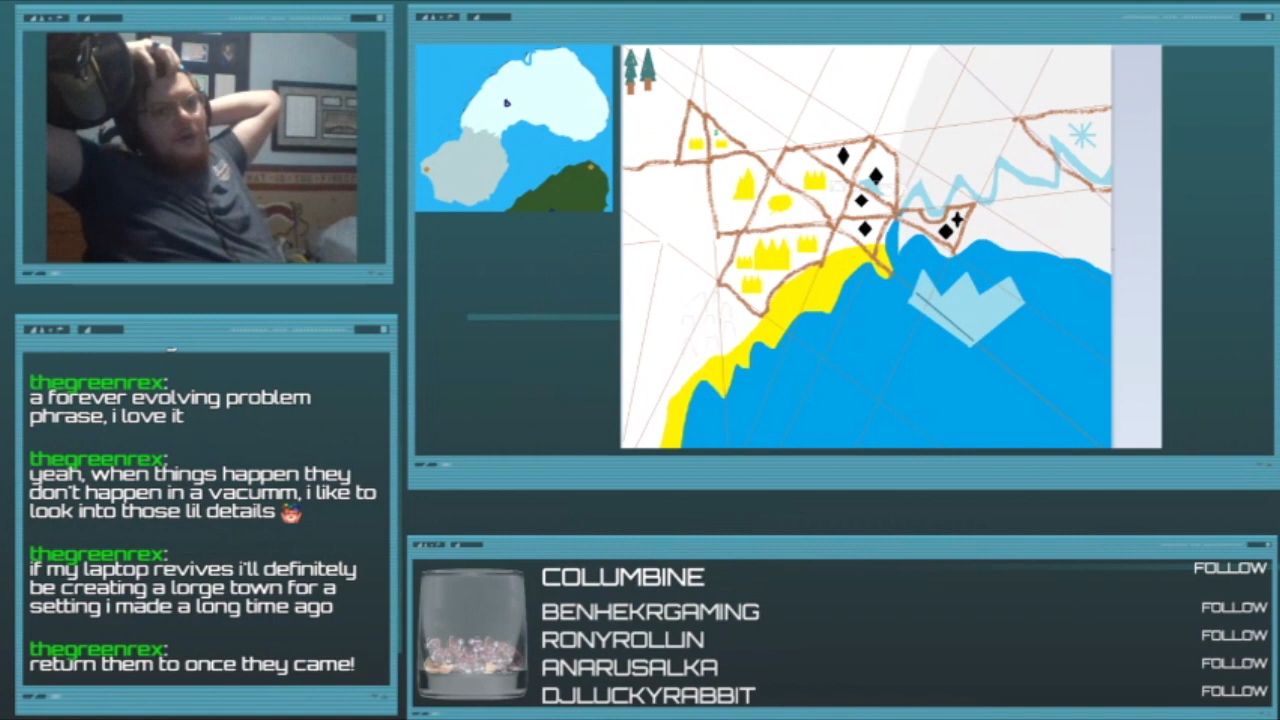 thegreenrex:
a forever evolving problem
phrase, i love it
thegreenrex:
yeah, when things happen they
don't happen in a vacumm, i like to
look into those lil details
thegreenrex:
if my laptop revives i'll definitely
be creating a lorge town for a
setting i made a long time ago
thegreenrex:
return them to once they came!
COLUMBINE FOLLOW
BENHEKRGAMING FOLLOW
RONYROLLIN FOLLOW
ANARUSALKA FOLLOW
DJLUCKYRABBIT FOLLOW